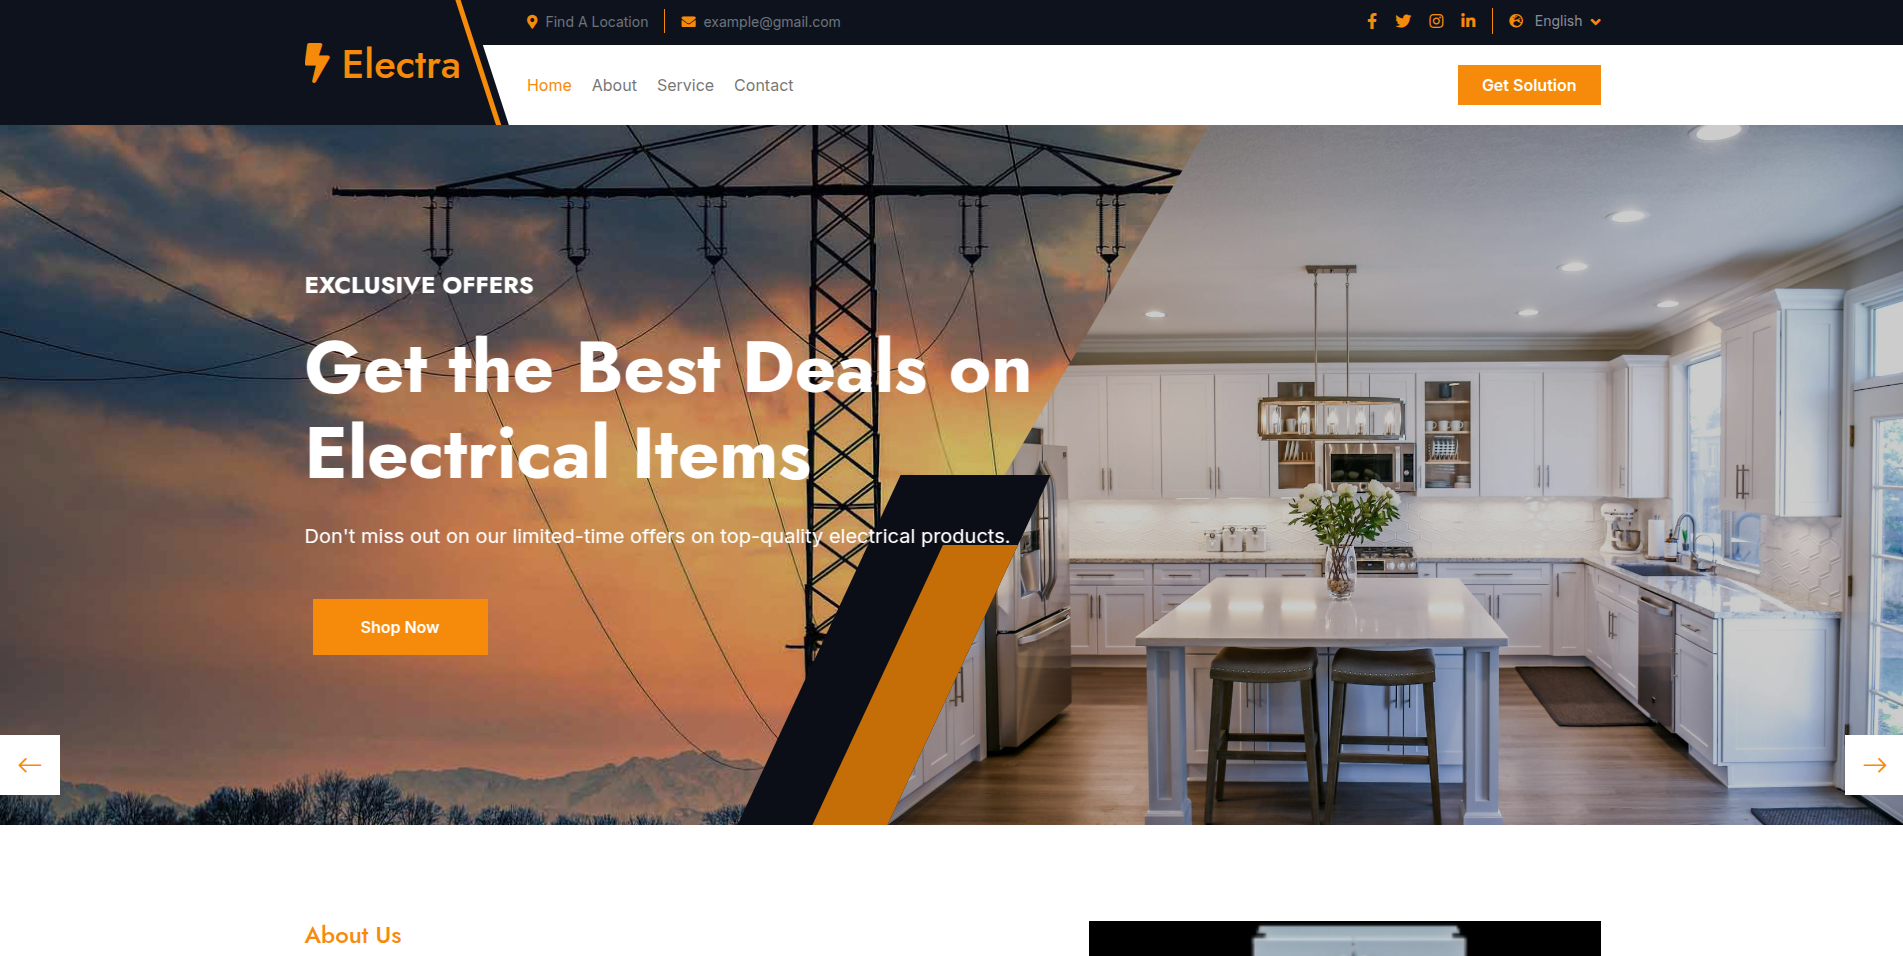 Find A Location
example@gmail.com
English
Electra
Home
About
Service
Contact
Get Solution
EXCLUSIVE OFFERS
Get the Best Deals on
Electrical Items
Don't miss out on our limited-time offers on top-quality electrical products.
Shop Now
About Us